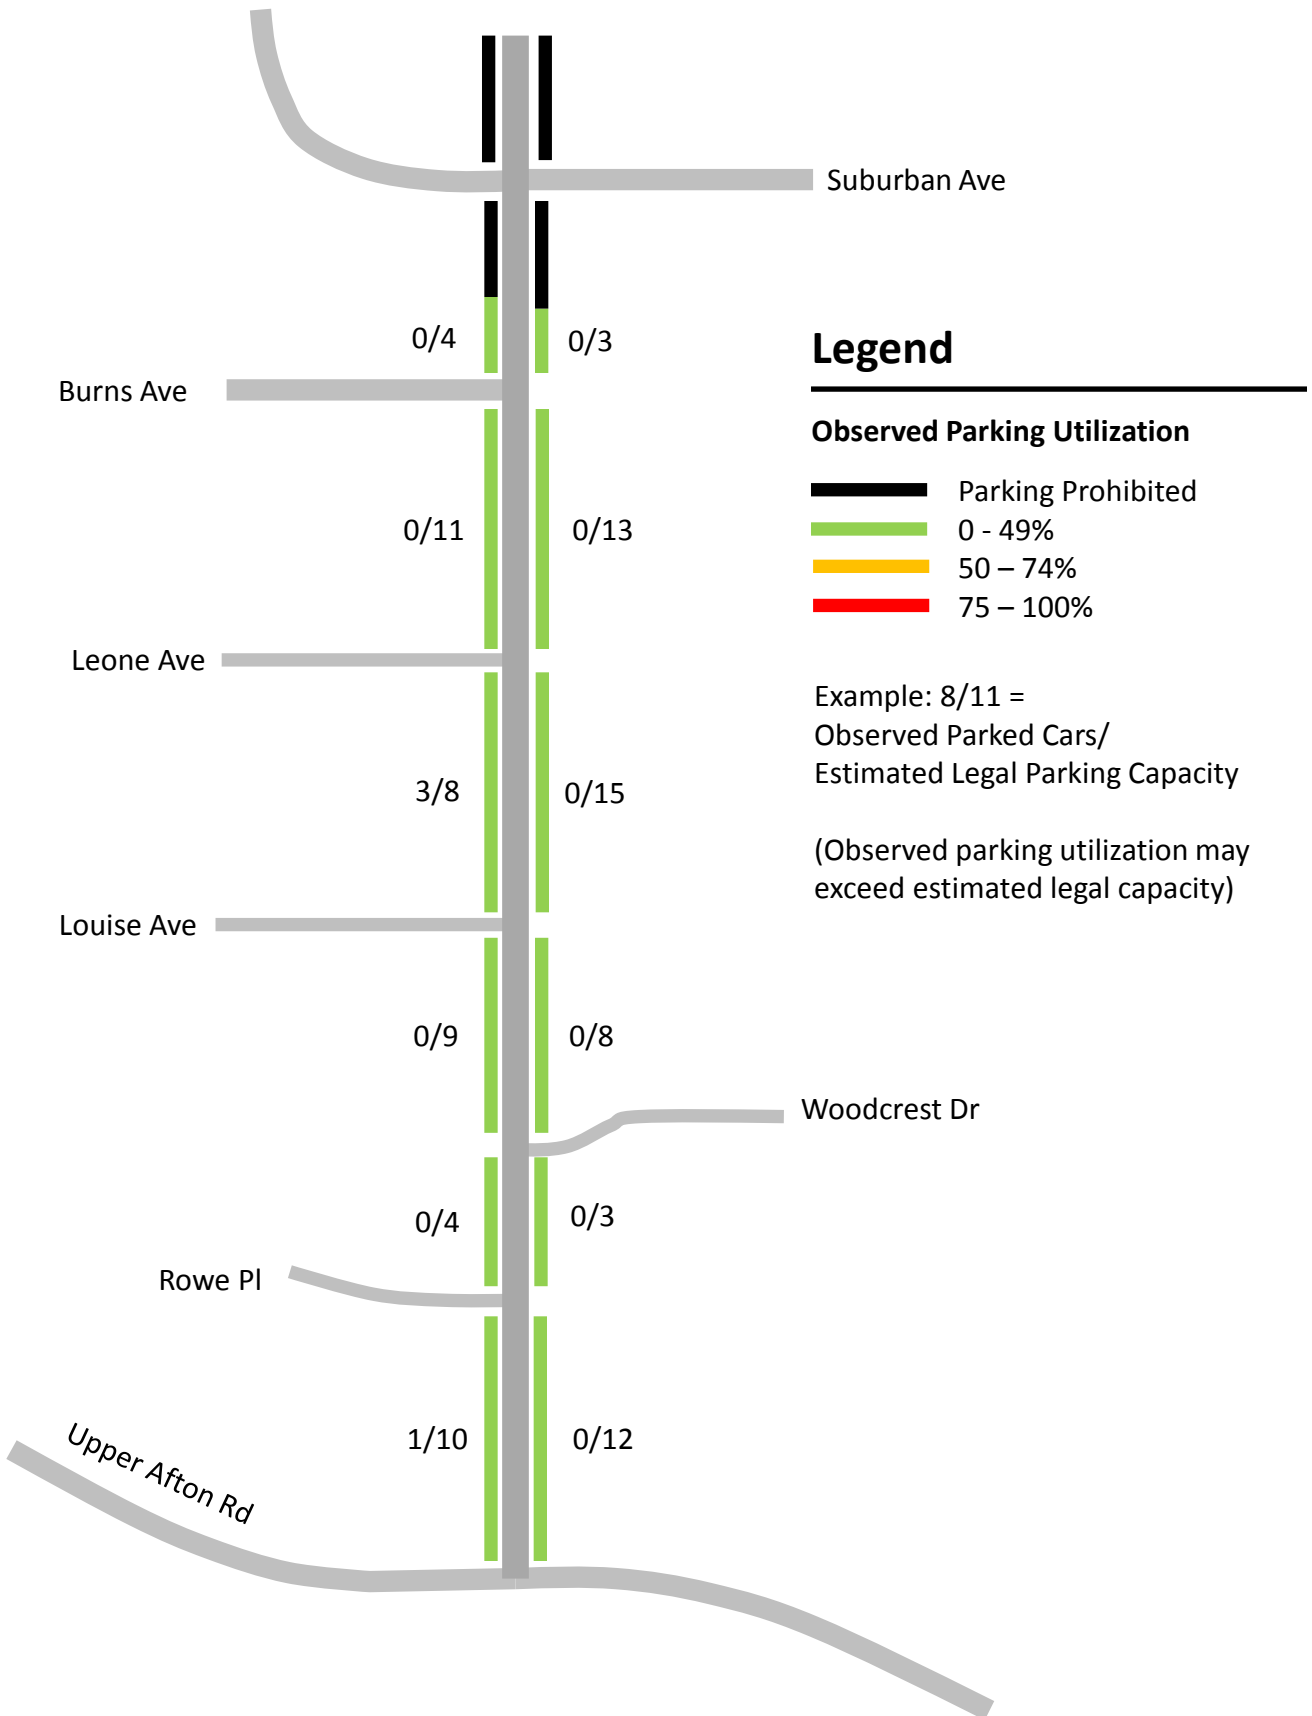 Suburban Ave
0/4
0/3
Legend
Burns Ave
Observed Parking Utilization
Parking Prohibited
0/11
0/13
0 - 49%
50 – 74%
75 – 100%
Leone Ave
Example: 8/11 =
Observed Parked Cars/
Estimated Legal Parking Capacity
3/8
0/15
(Observed parking utilization may
exceed estimated legal capacity)
Louise Ave
0/9
0/8
Woodcrest Dr
0/4
0/3
Rowe Pl
1/10
0/12
Upper Afton Rd